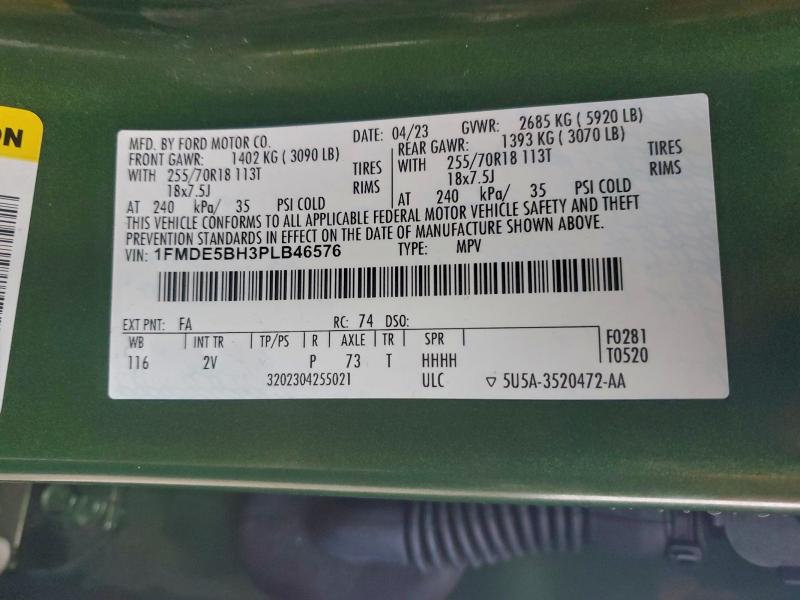 ON
MFD. BY FORD MOTOR CO. DATE: 04/23 GVWR: 2685 KG ( 5920 LB)
FRONT GAWR: 1402 KG ( 3090 LB)
WITH 255/70R18 113T TIRES
18x7.5J RIMS
AT 240 kPa/ 35 PSI COLD
REAR GAWR: 1393 KG ( 3070 LB)
WITH 255/70R18 113T TIRES
18x7.5J RIMS
AT 240 kPa/ 35 PSI COLD
THIS VEHICLE CONFORMS TO ALL APPLICABLE FEDERAL MOTOR VEHICLE SAFETY AND THEFT
PREVENTION STANDARDS IN EFFECT ON THE DATE OF MANUFACTURE SHOWN ABOVE.
VIN: 1FMDE5BH3PLB46576 TYPE: MPV
EXT PNT: FA RC: 74 DSO:
WB INT TR TP/PS R AXLE TR SPR
116 2V P 73 T HHHH
F0281
T0520
3202304255021 ULC ▽ 5U5A-3520472-AA